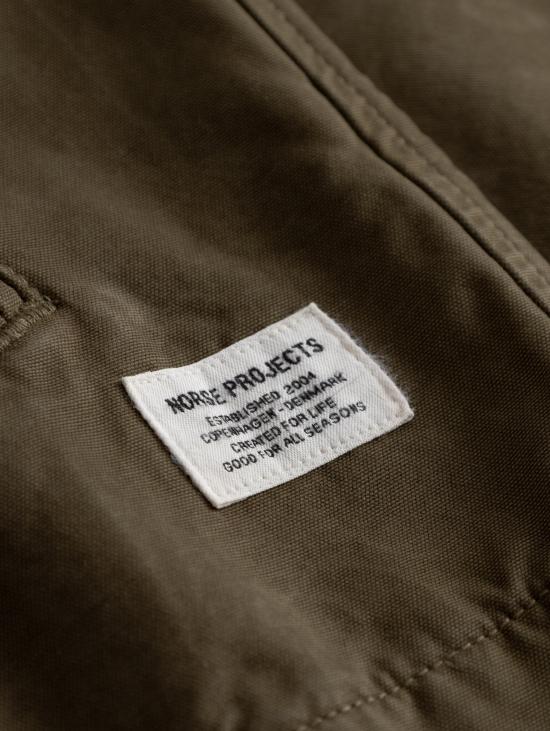 NORSE PROJECTS
ESTABLISHED 2004
COPENHAGEN - DENMARK
CREATED FOR LIFE
GOOD FOR ALL SEASONS